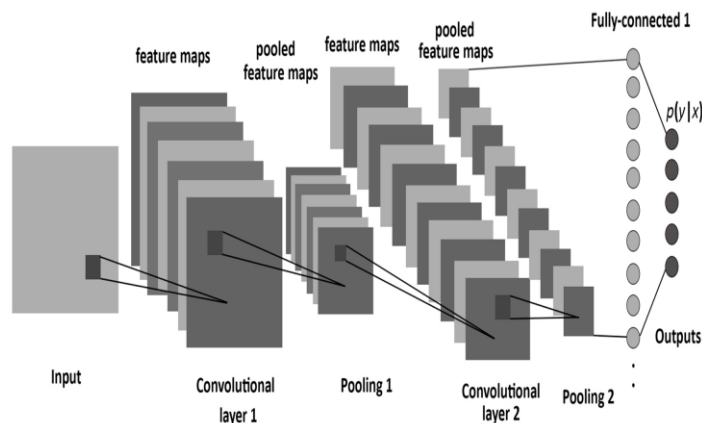 feature maps
pooled
feature maps
feature maps
pooled
feature maps
Fully-connected 1
p(y|x)
Outputs
Input
Convolutional
layer 1
Pooling 1
Convolutional
layer 2
Pooling 2